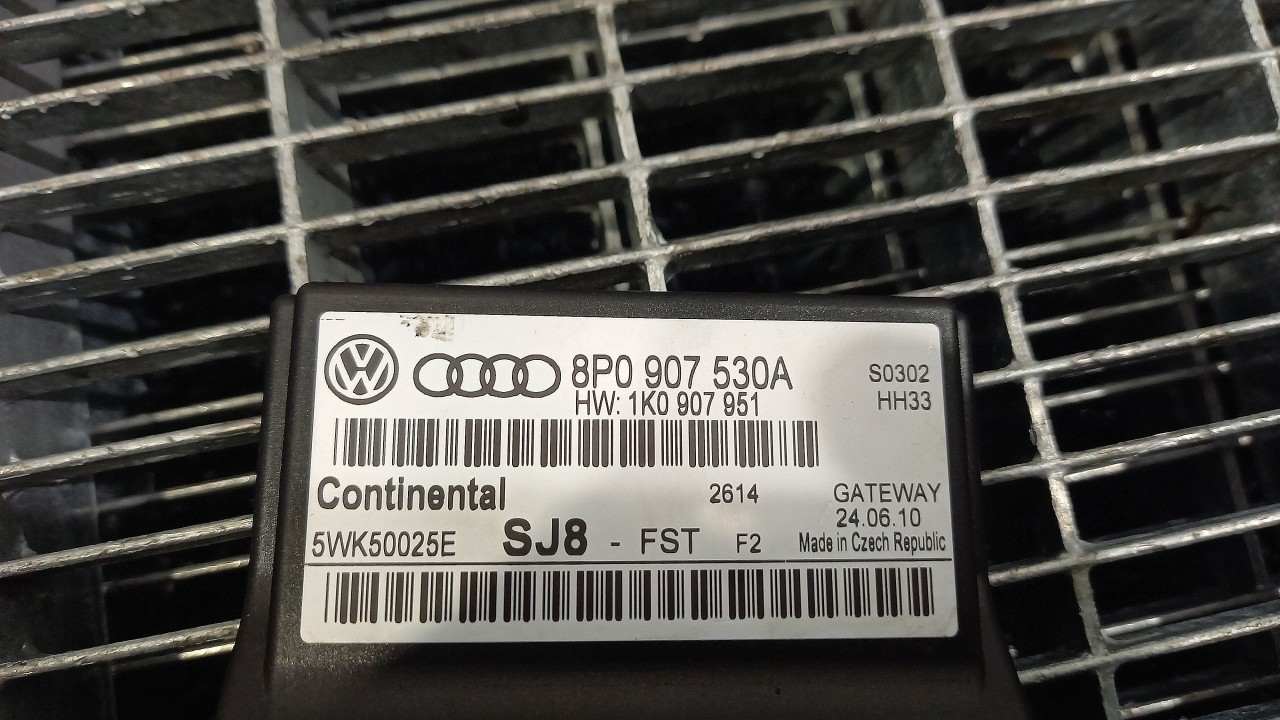 8P0 907 530A
S0302
HW: 1K0 907 951
HH33
Continental
2614
GATEWAY
24.06.10
5WK50025E SJ8 - FST F2
Made in Czech Republic